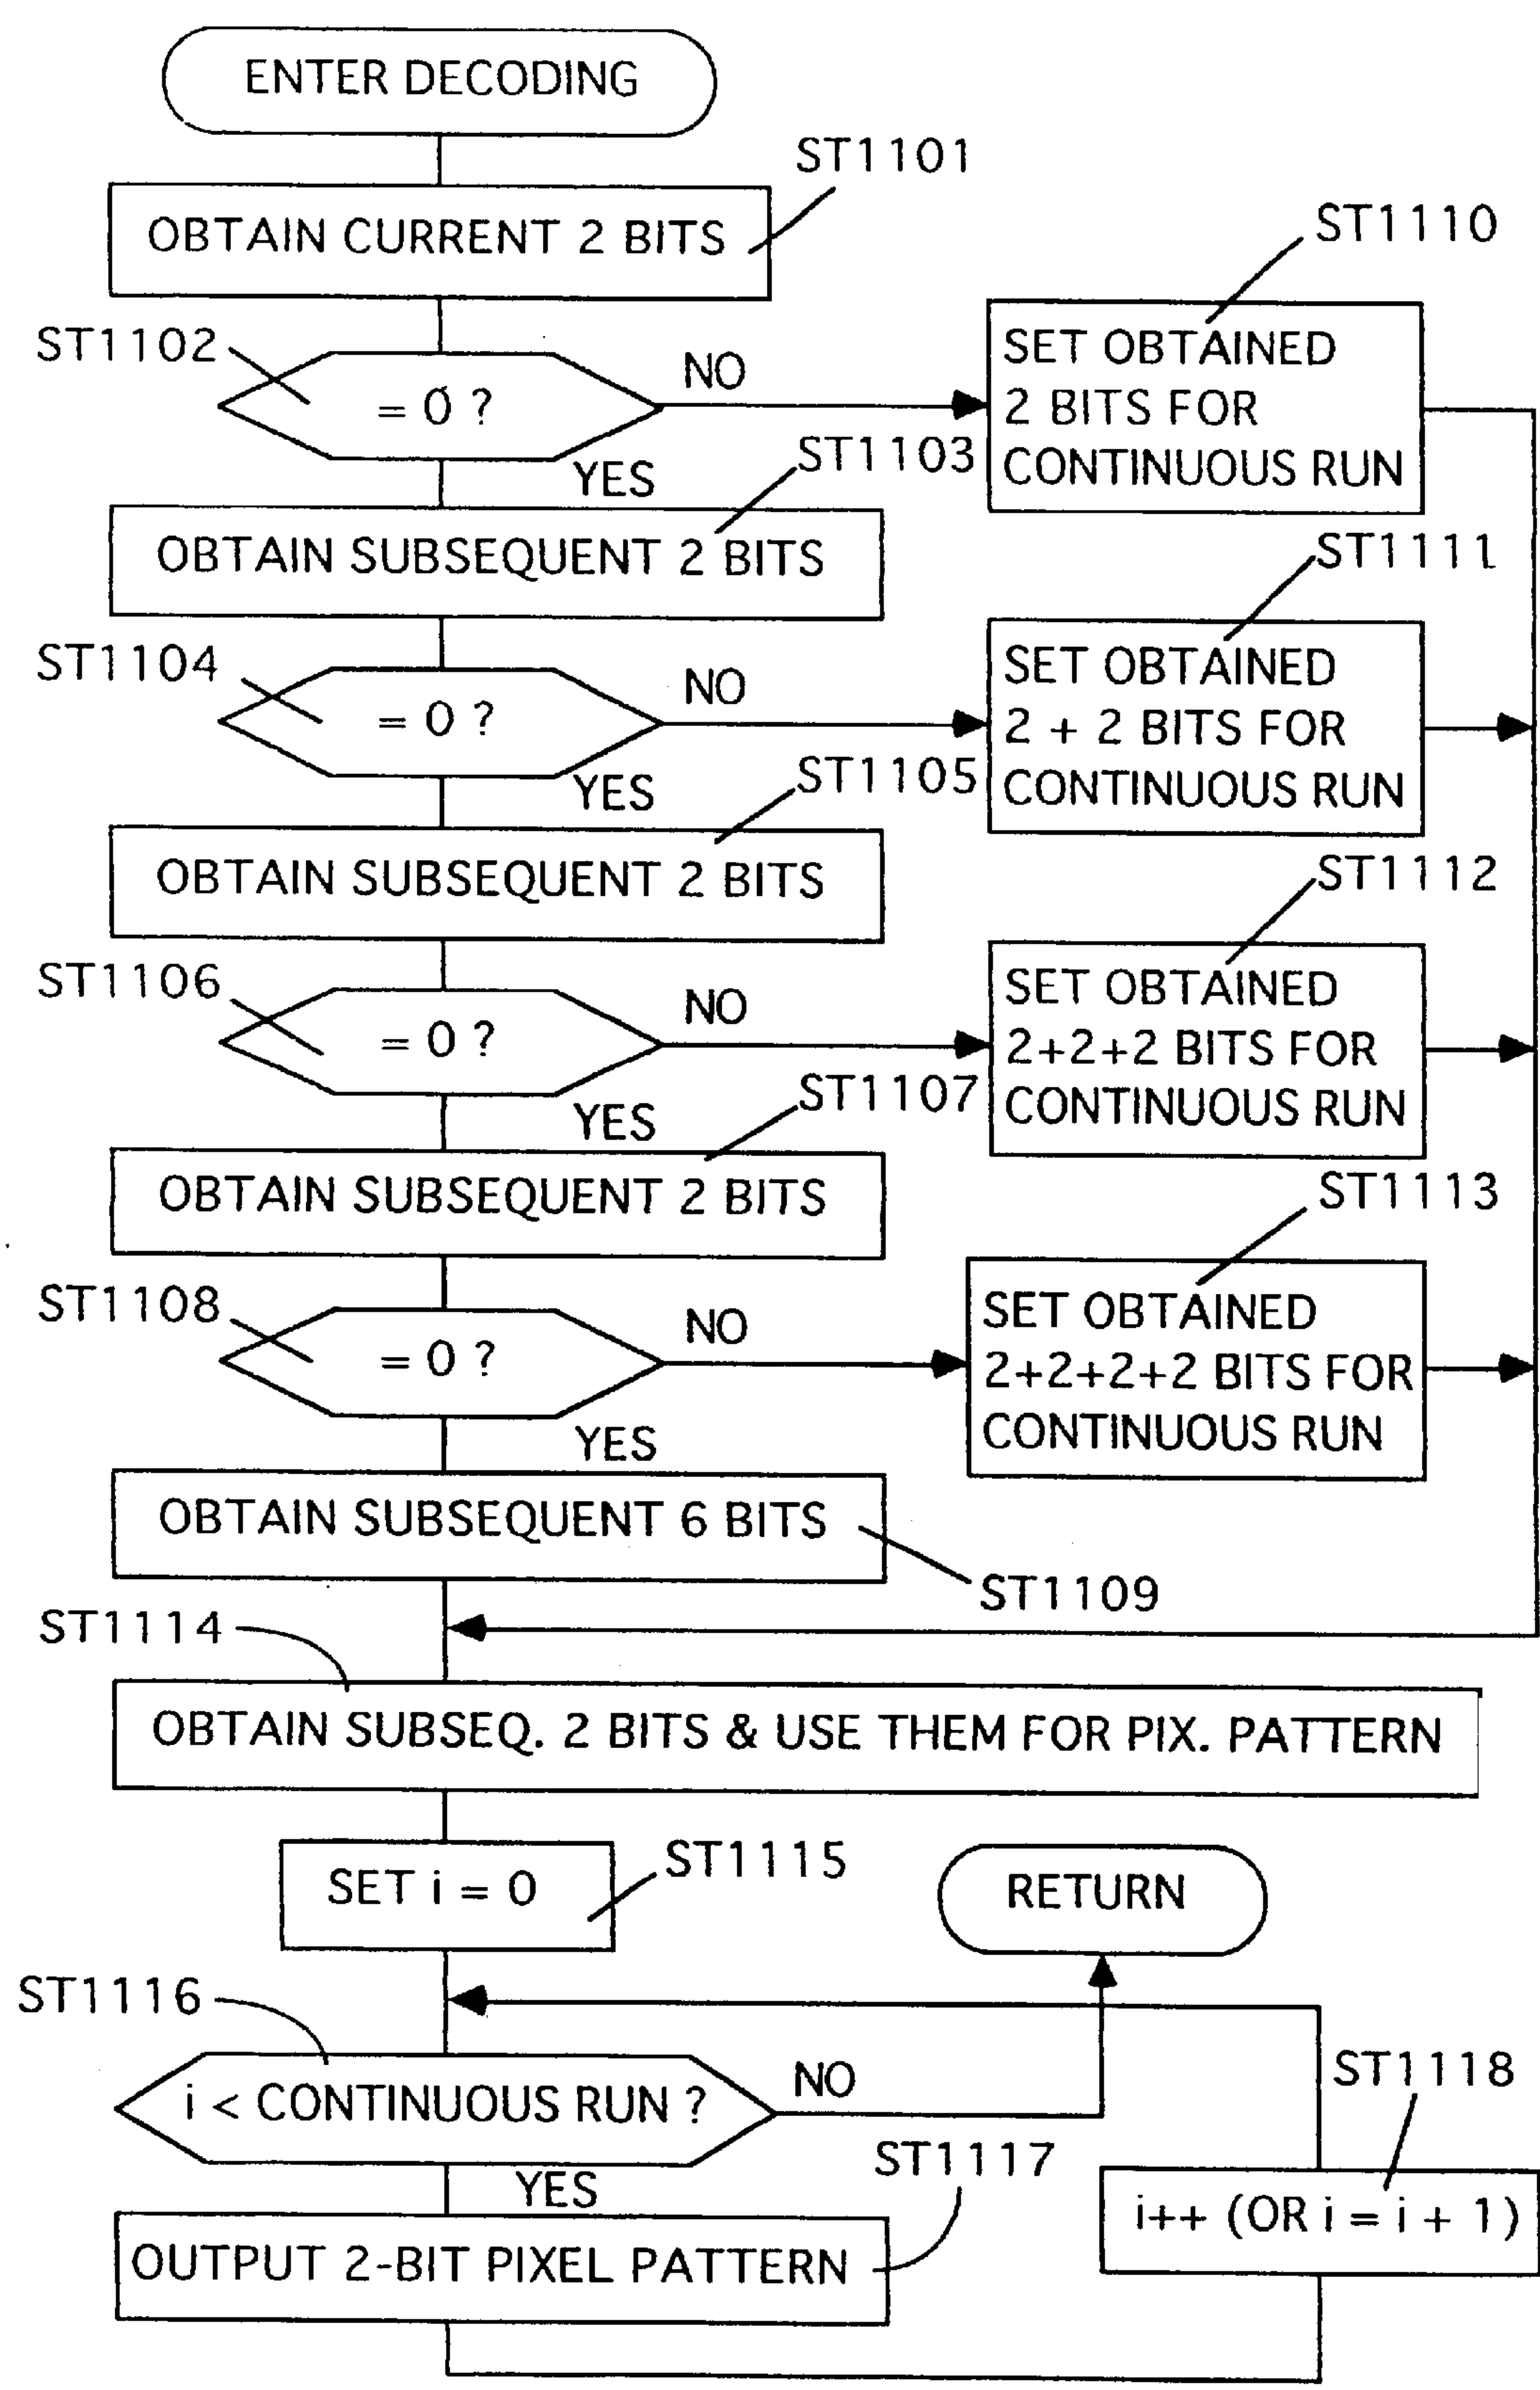 ENTER DECODING
ST1101
OBTAIN CURRENT 2 BITS
ST1110
ST1102
= 0 ?
NO
SET OBTAINED
2 BITS FOR
CONTINUOUS RUN
YES
ST1103
OBTAIN SUBSEQUENT 2 BITS
ST1111
ST1104
= 0 ?
NO
SET OBTAINED
2 + 2 BITS FOR
CONTINUOUS RUN
YES
ST1105
OBTAIN SUBSEQUENT 2 BITS
ST1112
ST1106
= 0 ?
NO
SET OBTAINED
2+2+2 BITS FOR
CONTINUOUS RUN
YES
ST1107
OBTAIN SUBSEQUENT 2 BITS
ST1113
ST1108
= 0 ?
NO
SET OBTAINED
2+2+2+2 BITS FOR
CONTINUOUS RUN
YES
OBTAIN SUBSEQUENT 6 BITS
ST1109
ST1114
OBTAIN SUBSEQ. 2 BITS & USE THEM FOR PIX. PATTERN
SET i = 0
ST1115
RETURN
ST1116
i < CONTINUOUS RUN ?
NO
ST1118
YES
ST1117
i++ (OR i = i + 1)
OUTPUT 2-BIT PIXEL PATTERN